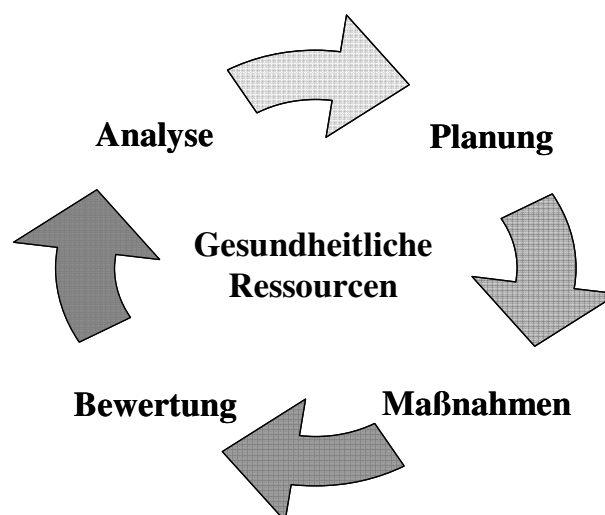 Analyse
Planung
Gesundheitliche
Ressourcen
Bewertung
Maßnahmen